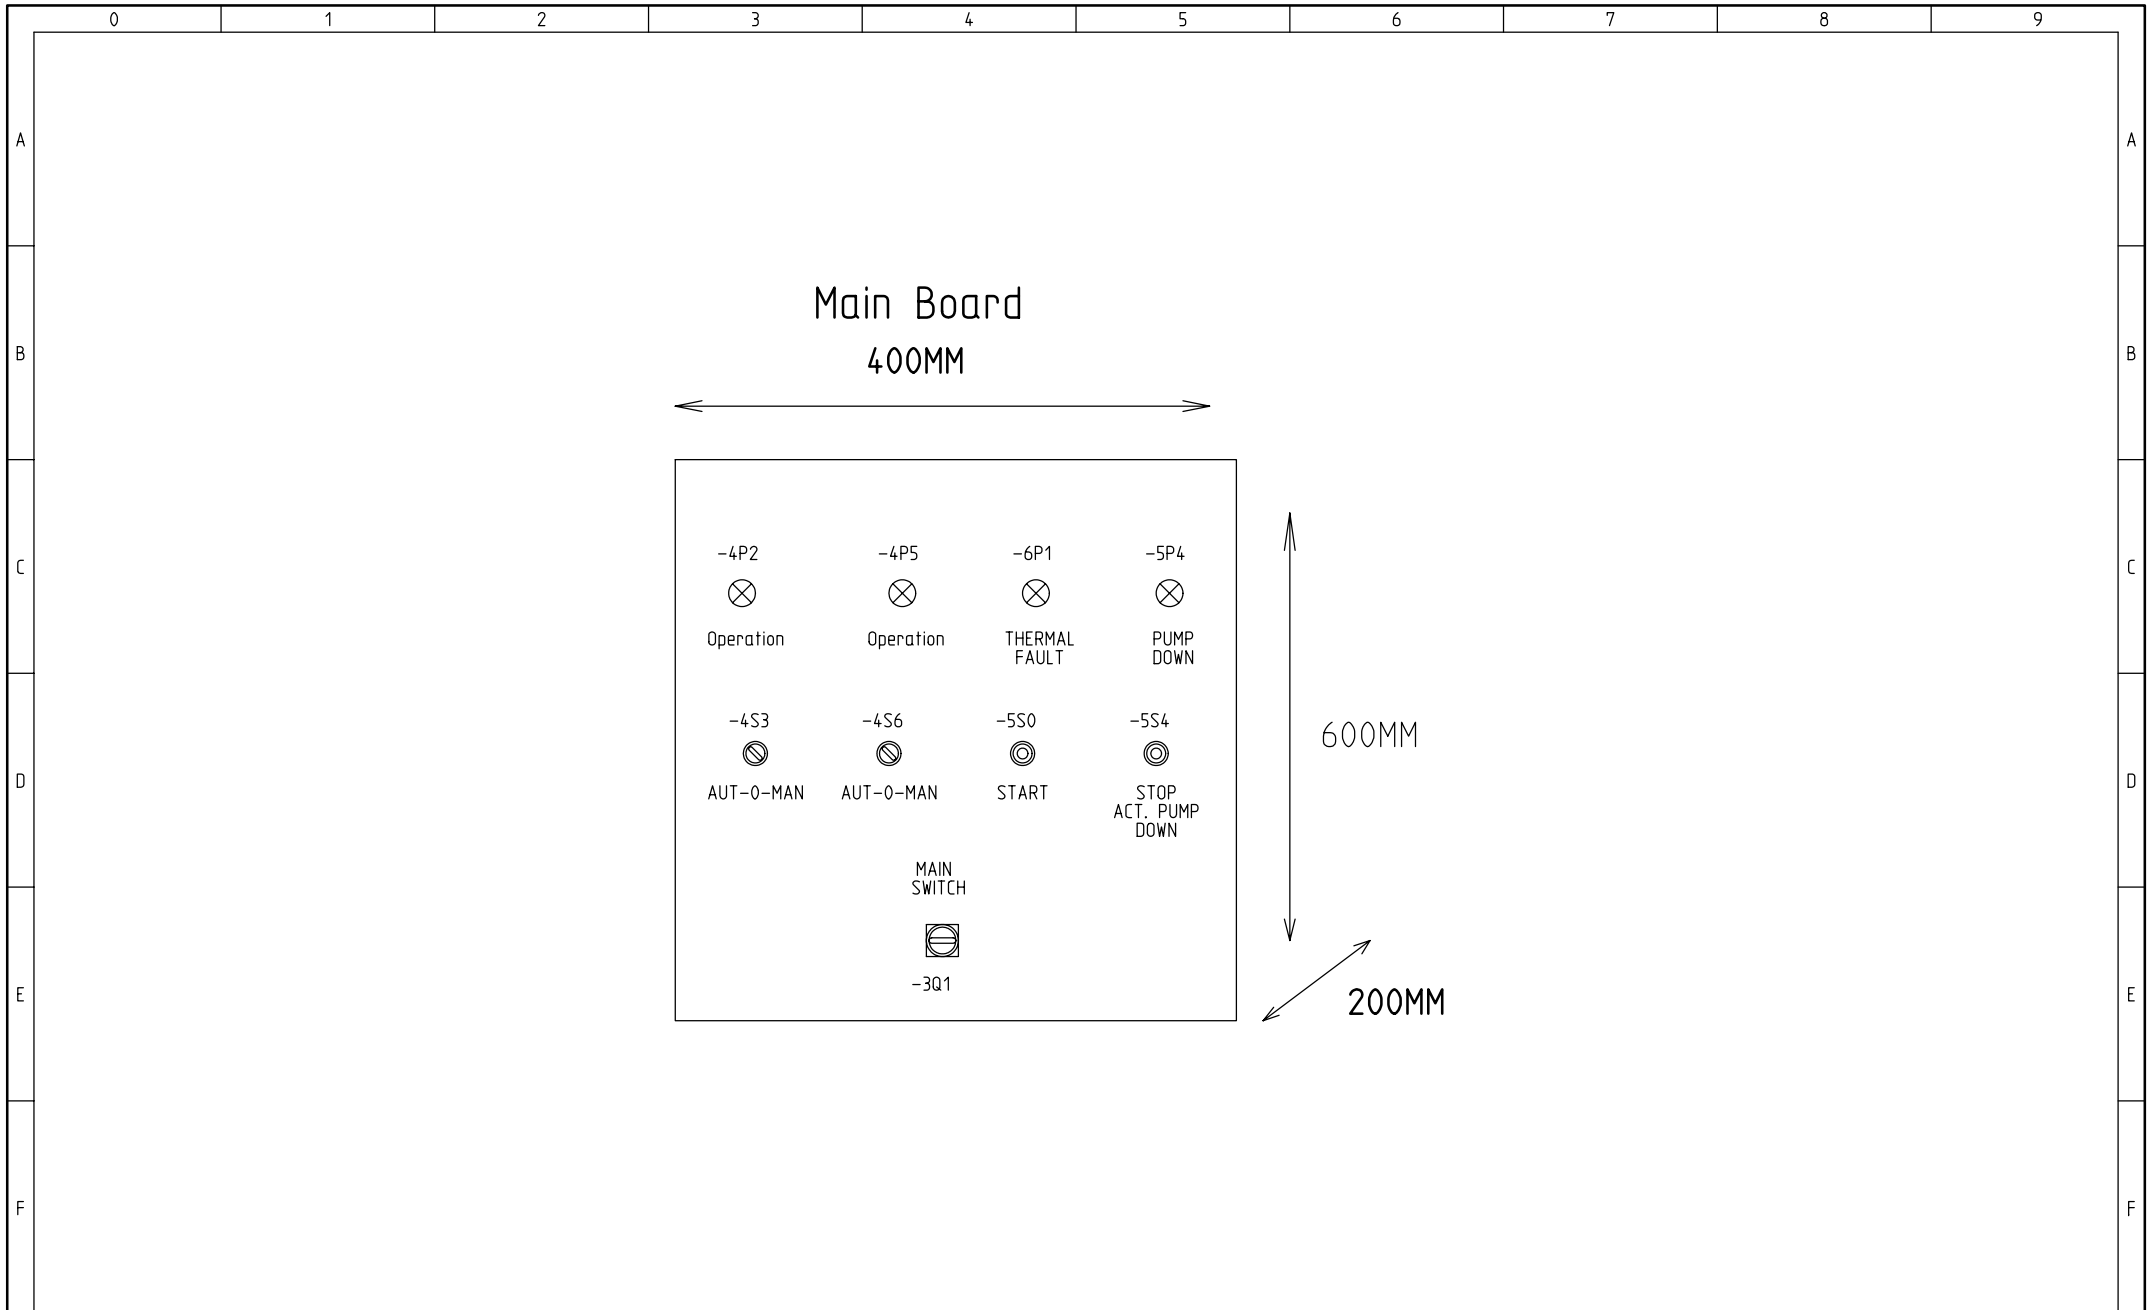 0 1 2 3 4 5 6 7 8 9
A A
Main Board
B B
400MM
-4P2 -4P5 -6P1 -5P4
C C
Operation Operation THERMAL PUMP
FAULT DOWN
-4S3 -4S6 -5S0 -5S4
600MM
D D
AUT-0-MAN AUT-0-MAN START STOP
ACT. PUMP
DOWN
MAIN
SWITCH
-3Q1
E E
200MM
F F